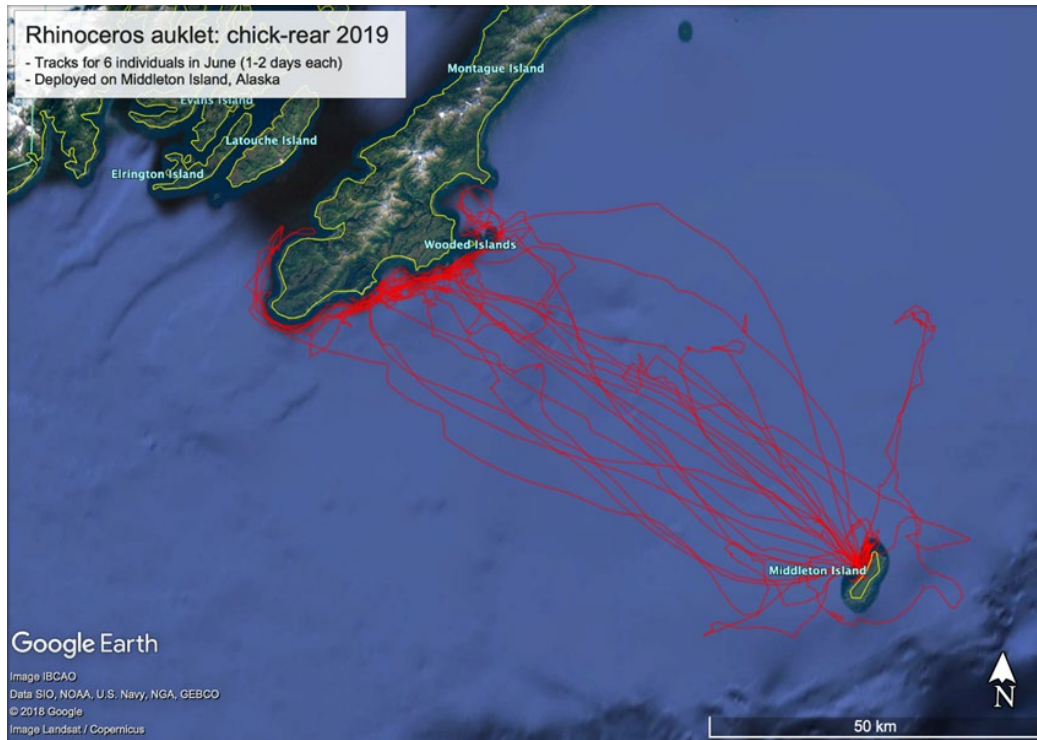 Rhinoceros auklet: chick-rear 2019
- Tracks for 6 individuals in June (1-2 days each)
- Deployed on Middleton Island, Alaska
Montague Island
Evans Island
Latouche Island
Elrington Island
Wooded Islands
Middleton Island
Google Earth
Image IBCAO
Data SIO, NOAA, U.S. Navy, NGA, GEBCO
© 2018 Google
Image Landsat / Copernicus
N
50 km